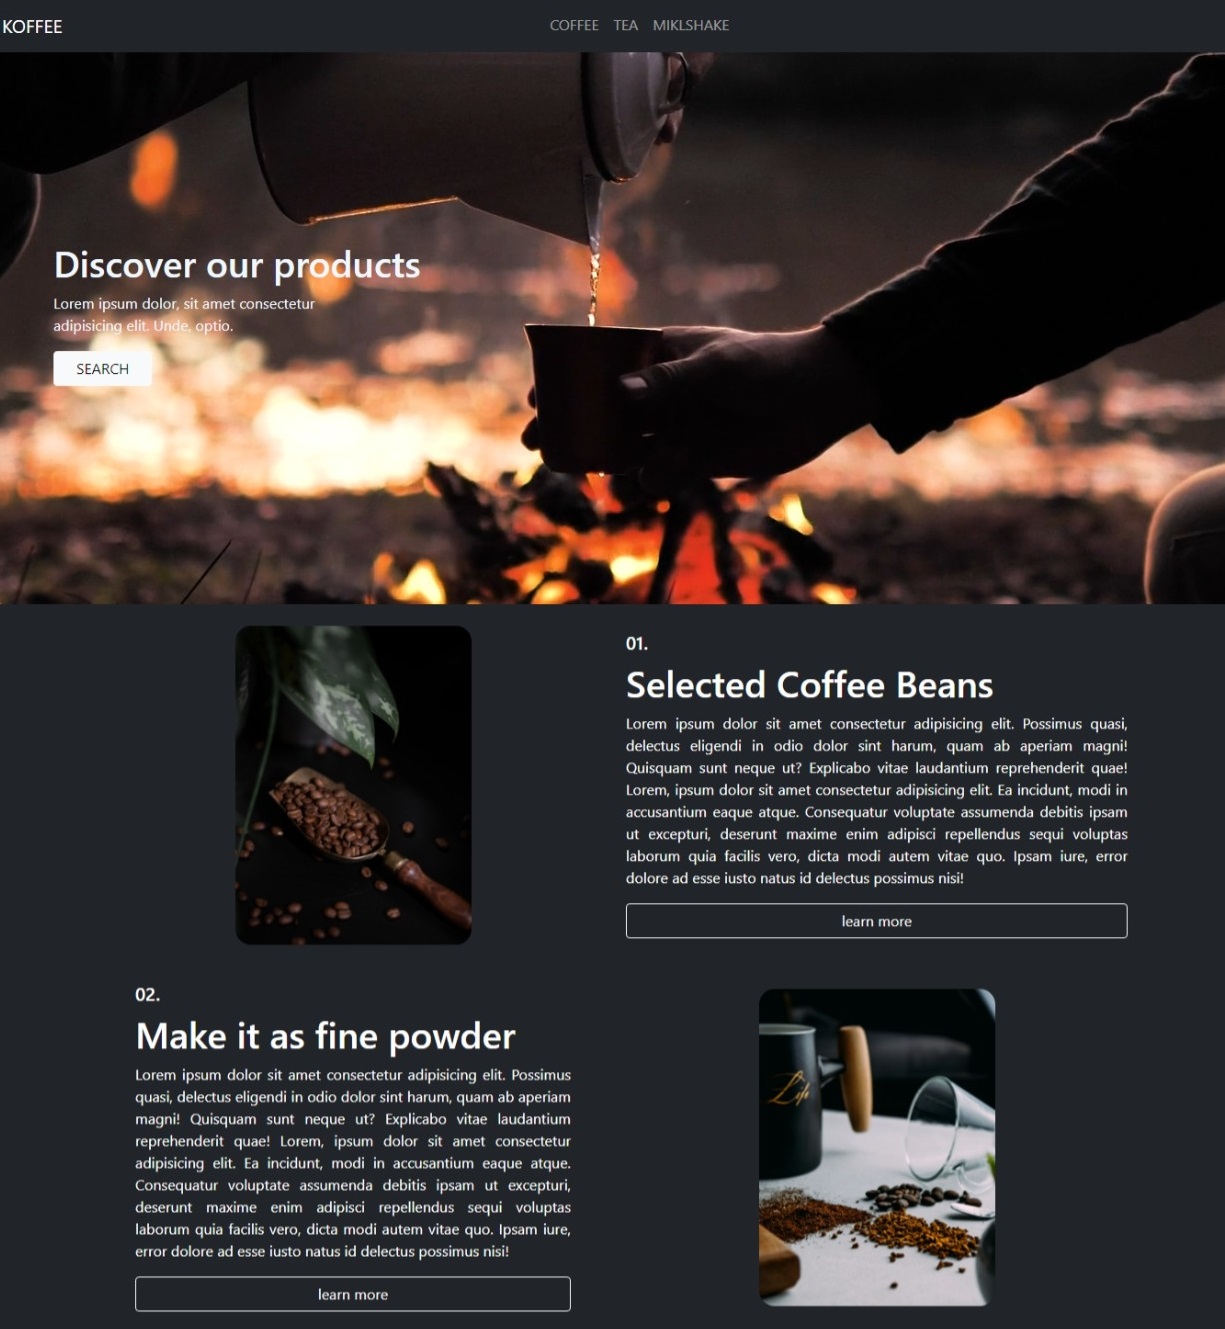 KOFFEE
COFFEE TEA MIKLSHAKE
Discover our products
Lorem ipsum dolor, sit amet consectetur
adipisicing elit. Unde, optio.
SEARCH
01.
Selected Coffee Beans
Lorem ipsum dolor sit amet consectetur adipisicing elit. Possimus quasi,
delectus eligendi in odio dolor sint harum, quam ab aperiam magni!
Quisquam sunt neque ut? Explicabo vitae laudantium reprehenderit quae!
Lorem, ipsum dolor sit amet consectetur adipisicing elit. Ea incidunt, modi in
accusantium eaque atque. Consequatur voluptate assumenda debitis ipsam
ut excepturi, deserunt maxime enim adipisci repellendus sequi voluptas
laborum quia facilis vero, dicta modi autem vitae quo. Ipsam iure, error
dolore ad esse iusto natus id delectus possimus nisi!
learn more
02.
Make it as fine powder
Lorem ipsum dolor sit amet consectetur adipisicing elit. Possimus
quasi, delectus eligendi in odio dolor sint harum, quam ab aperiam
magni! Quisquam sunt neque ut? Explicabo vitae laudantium
reprehenderit quae! Lorem, ipsum dolor sit amet consectetur
adipisicing elit. Ea incidunt, modi in accusantium eaque atque.
Consequatur voluptate assumenda debitis ipsam ut excepturi,
deserunt maxime enim adipisci repellendus sequi voluptas
laborum quia facilis vero, dicta modi autem vitae quo. Ipsam iure,
error dolore ad esse iusto natus id delectus possimus nisi!
learn more
Life